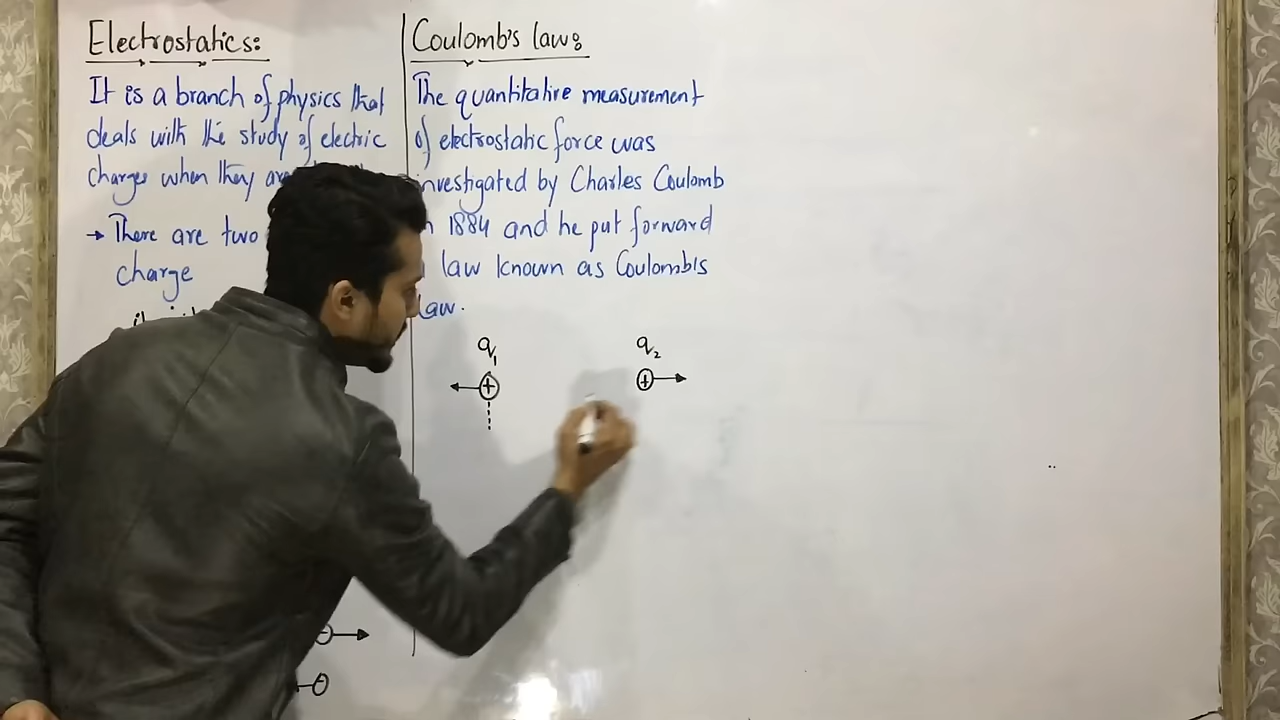 Electrostatics:
It is a branch of physics that
deals with the study of electric
charges when they are
→ There are two
charge
Coulomb's law:
The quantitative measurement
of electrostatic force was
investigated by Charles Coulomb
1884 and he put forward
law known as Coulomb's
law.
q₁ q₂
← + + →
- →